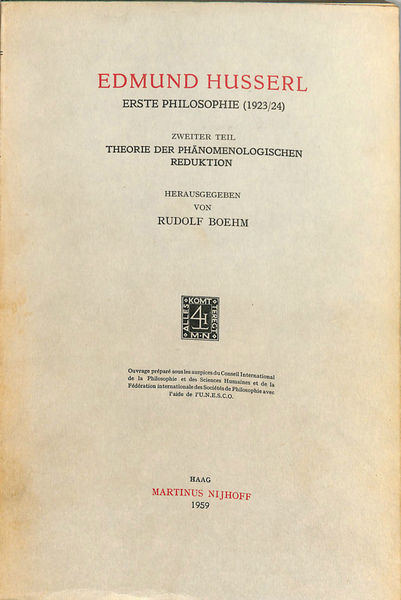 EDMUND HUSSERL
ERSTE PHILOSOPHIE (1923/24)
ZWEITER TEIL
THEORIE DER PHÄNOMENOLOGISCHEN
REDUKTION
HERAUSGEGEBEN
VON
RUDOLF BOEHM
ALLES KOMT TERECHT
M·N
Ouvrage préparé sous les auspices du Conseil International
de la Philosophie et des Sciences Humaines et de la
Fédération internationale des Sociétés de Philosophie avec
l'aide de l'U.N.E.S.C.O.
HAAG
MARTINUS NIJHOFF
1959